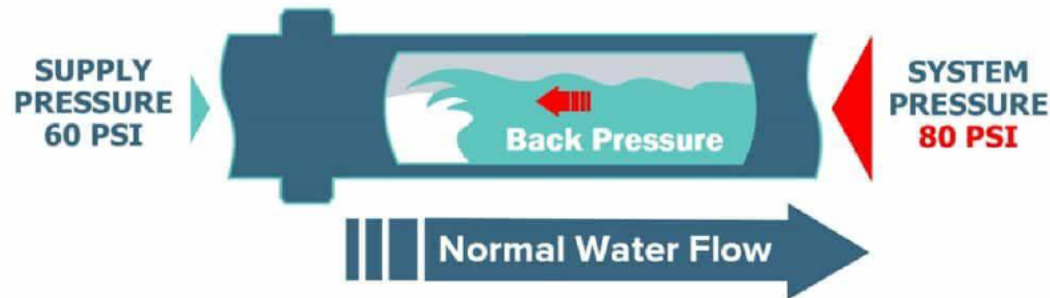 SUPPLY
PRESSURE
60 PSI
Back Pressure
SYSTEM
PRESSURE
80 PSI
Normal Water Flow